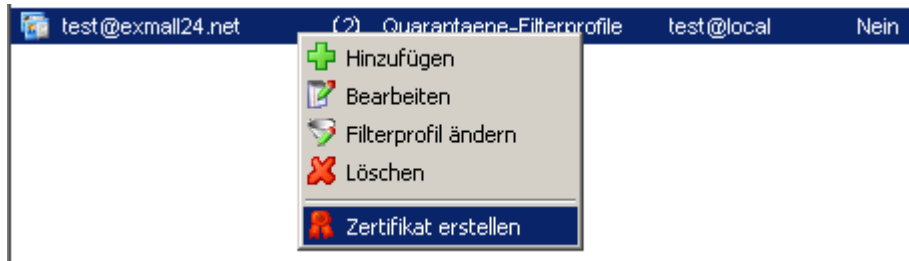 test@exmall24.net (2) Quarantaene-Filterprofile test@local Nein
Hinzufügen
Bearbeiten
Filterprofil ändern
Löschen
Zertifikat erstellen